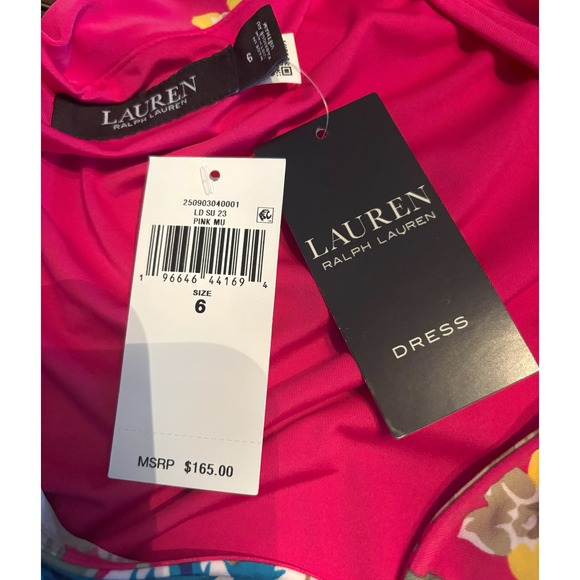 LAUREN
RALPH LAUREN
6
250903040001
LD SU 23
PINK MU
1 96646 44169 4
SIZE
6
MSRP $165.00
LAUREN
RALPH LAUREN
DRESS